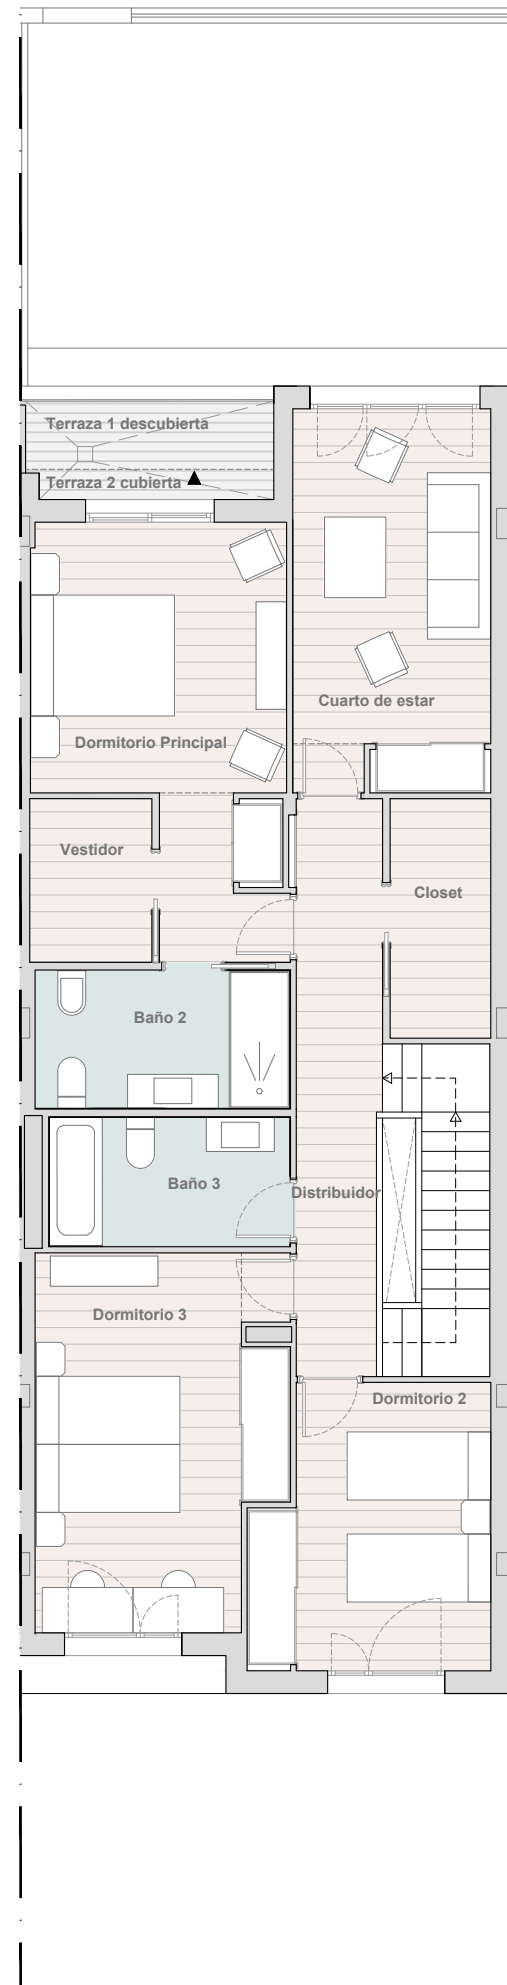 Terraza 1 descubierta
Terraza 2 cubierta
Cuarto de estar
Dormitorio Principal
Vestidor
Closet
Baño 2
Baño 3
Distribuidor
Dormitorio 3
Dormitorio 2